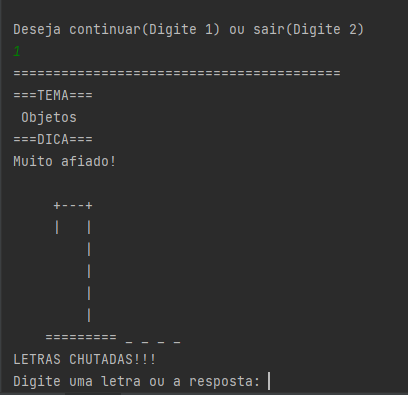 Deseja continuar(Digite 1) ou sair(Digite 2)
1
=========================================
===TEMA===
 Objetos
===DICA===
Muito afiado!

     +---+
     |   |
         |
         |
         |
         |
    ========= _ _ _ _
LETRAS CHUTADAS!!!
Digite uma letra ou a resposta: